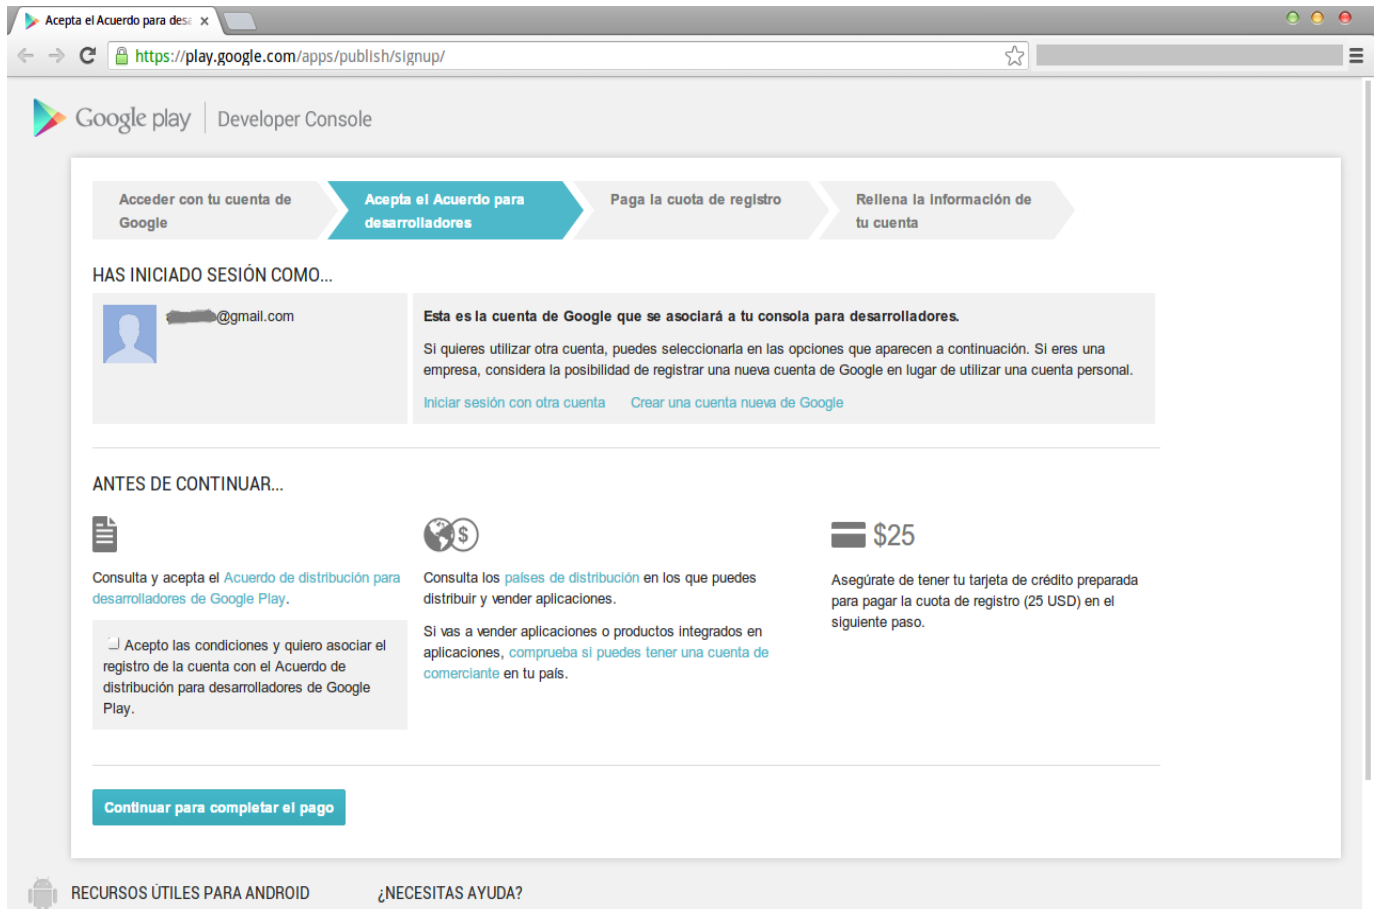 Acepta el Acuerdo para desa
https://play.google.com/apps/publish/signup/
Google play
Developer Console
Acceder con tu cuenta de
Google
Acepta el Acuerdo para
desarrolladores
Paga la cuota de registro
Rellena la información de
tu cuenta
HAS INICIADO SESIÓN COMO...
@gmail.com
Esta es la cuenta de Google que se asociará a tu consola para desarrolladores.
Si quieres utilizar otra cuenta, puedes seleccionarla en las opciones que aparecen a continuación. Si eres una
empresa, considera la posibilidad de registrar una nueva cuenta de Google en lugar de utilizar una cuenta personal.
Iniciar sesión con otra cuenta Crear una cuenta nueva de Google
ANTES DE CONTINUAR...
Consulta y acepta el Acuerdo de distribución para
desarrolladores de Google Play.
Acepto las condiciones y quiero asociar el
registro de la cuenta con el Acuerdo de
distribución para desarrolladores de Google
Play.
$
Consulta los países de distribución en los que puedes
distribuir y vender aplicaciones.
Si vas a vender aplicaciones o productos integrados en
aplicaciones, comprueba si puedes tener una cuenta de
comerciante en tu país.
$25
Asegúrate de tener tu tarjeta de crédito preparada
para pagar la cuota de registro (25 USD) en el
siguiente paso.
Continuar para completar el pago
RECURSOS ÚTILES PARA ANDROID
¿NECESITAS AYUDA?